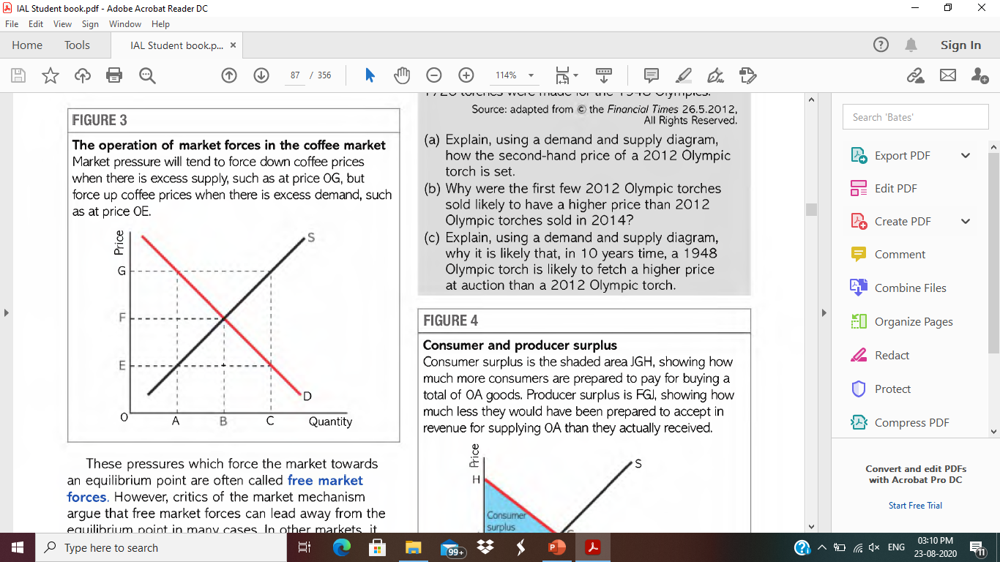 IAL Student book.pdf - Adobe Acrobat Reader DC
File Edit View Sign Window Help
Home Tools IAL Student book.p... ×
Sign In
87 / 356
114%
FIGURE 3
The operation of market forces in the coffee market
Market pressure will tend to force down coffee prices
when there is excess supply, such as at price OG, but
force up coffee prices when there is excess demand, such
as at price OE.
Price
S
G
F
E
D
O A B C Quantity
These pressures which force the market towards
an equilibrium point are often called free market
forces. However, critics of the market mechanism
argue that free market forces can lead away from the
equilibrium point in many cases. In other markets, it
1720 torches were made for the 1948 Olympics.
Source: adapted from © the Financial Times 26.5.2012,
All Rights Reserved.
(a) Explain, using a demand and supply diagram,
how the second-hand price of a 2012 Olympic
torch is set.
(b) Why were the first few 2012 Olympic torches
sold likely to have a higher price than 2012
Olympic torches sold in 2014?
(c) Explain, using a demand and supply diagram,
why it is likely that, in 10 years time, a 1948
Olympic torch is likely to fetch a higher price
at auction than a 2012 Olympic torch.
FIGURE 4
Consumer and producer surplus
Consumer surplus is the shaded area JGH, showing how
much more consumers are prepared to pay for buying a
total of OA goods. Producer surplus is FGJ, showing how
much less they would have been prepared to accept in
revenue for supplying OA than they actually received.
Price
S
H
Consumer
surplus
Search 'Bates'
Export PDF
Edit PDF
Create PDF
Comment
Combine Files
Organize Pages
Redact
Protect
Compress PDF
Convert and edit PDFs
with Acrobat Pro DC
Start Free Trial
Type here to search
99+
ENG
03:10 PM
23-08-2020
11